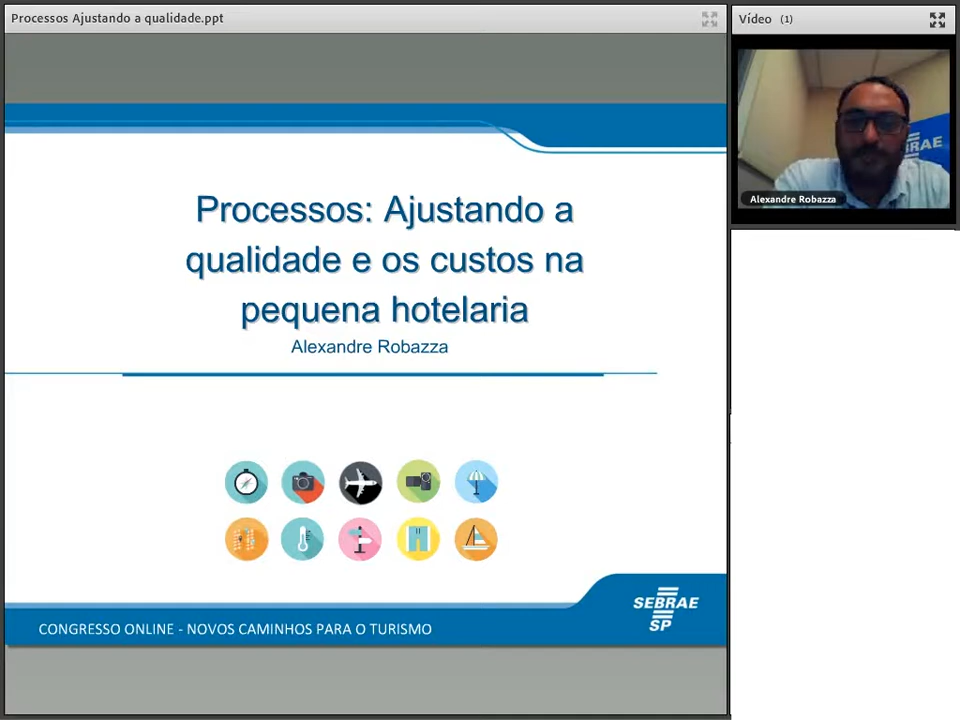 Processos Ajustando a qualidade.ppt
Vídeo (1)
RAE
Alexandre Robazza
Processos: Ajustando a
qualidade e os custos na
pequena hotelaria
Alexandre Robazza
SEBRAE
SP
CONGRESSO ONLINE - NOVOS CAMINHOS PARA O TURISMO